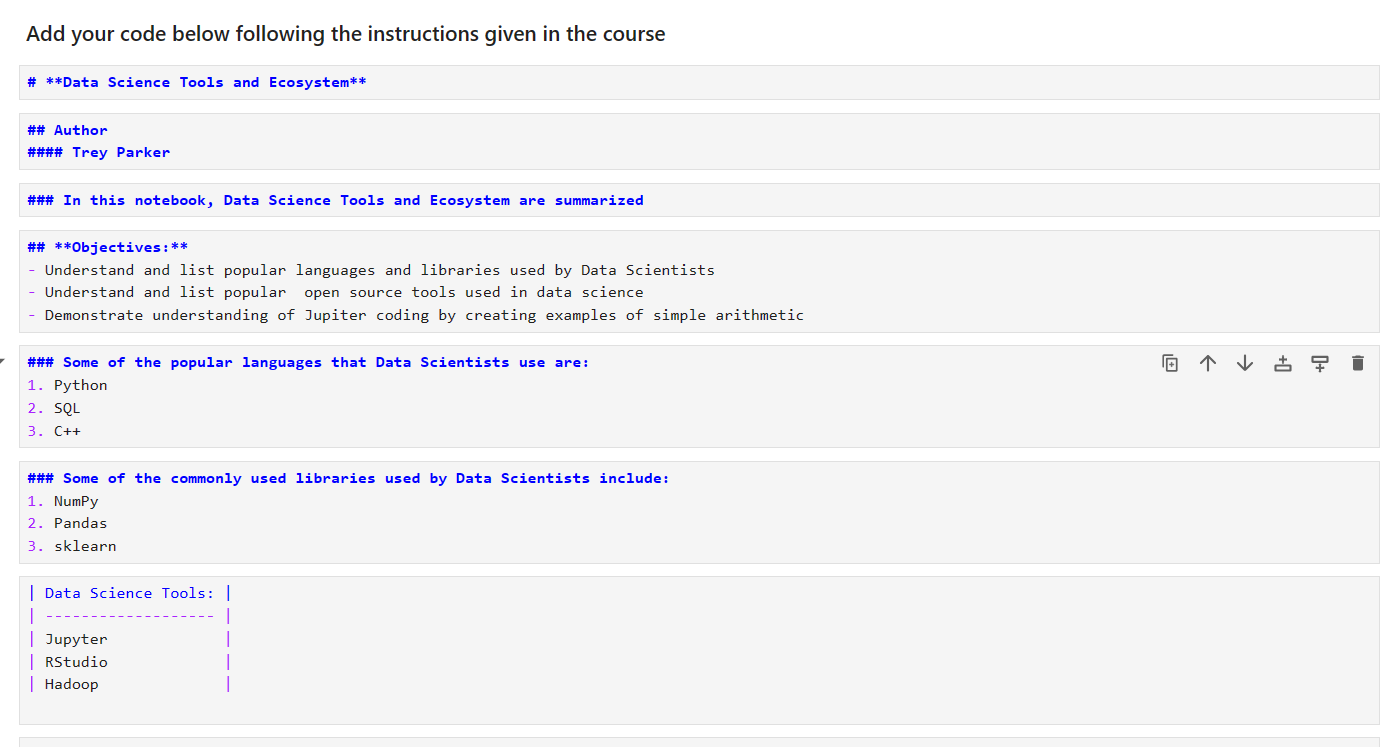 Add your code below following the instructions given in the course
# **Data Science Tools and Ecosystem**
## Author
#### Trey Parker
### In this notebook, Data Science Tools and Ecosystem are summarized
## **Objectives:**
- Understand and list popular languages and libraries used by Data Scientists
- Understand and list popular  open source tools used in data science
- Demonstrate understanding of Jupiter coding by creating examples of simple arithmetic
### Some of the popular languages that Data Scientists use are:
1. Python
2. SQL
3. C++
### Some of the commonly used libraries used by Data Scientists include:
1. NumPy
2. Pandas
3. sklearn
| Data Science Tools: |
| ------------------- |
| Jupyter             |
| RStudio             |
| Hadoop              |